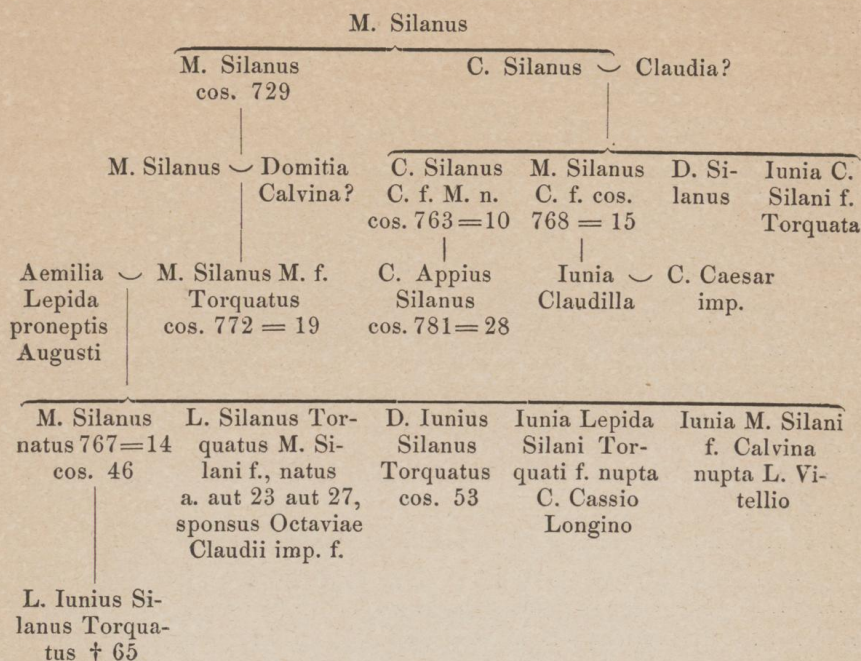 M. Silanus
M. Silanus
cos. 729
C. Silanus ⏝ Claudia?
M. Silanus ⏝ Domitia
Calvina?
C. Silanus
C. f. M. n.
cos. 763=10
M. Silanus
C. f. cos.
768 = 15
D. Si-
lanus
Iunia C.
Silani f.
Torquata
Aemilia
Lepida
proneptis
Augusti
⏝ M. Silanus M. f.
Torquatus
cos. 772 = 19
C. Appius
Silanus
cos. 781=28
Iunia
Claudilla
⏝ C. Caesar
imp.
M. Silanus
natus 767=14
cos. 46
L. Silanus Tor-
quatus M. Si-
lani f., natus
a. aut 23 aut 27,
sponsus Octaviae
Claudii imp. f.
D. Iunius
Silanus
Torquatus
cos. 53
Iunia Lepida
Silani Tor-
quati f. nupta
C. Cassio
Longino
Iunia M. Silani
f. Calvina
nupta L. Vi-
tellio
L. Iunius Si-
lanus Torqua-
tus † 65